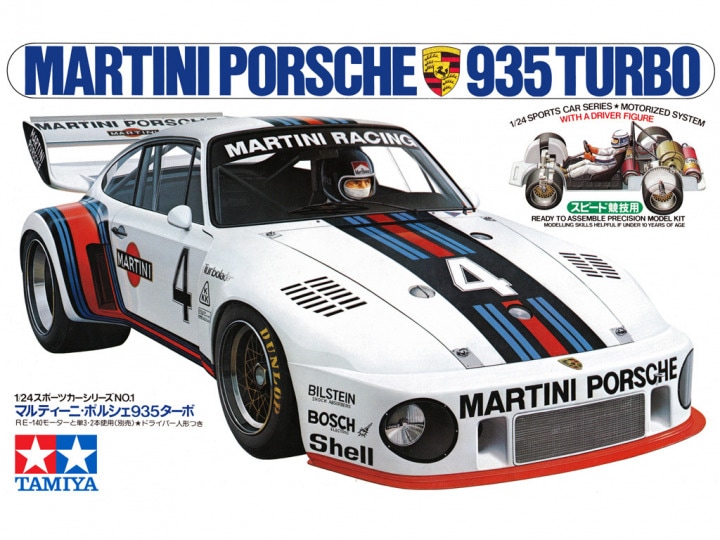 MARTINI PORSCHE 935 TURBO
1/24 SPORTS CAR SERIES ★ MOTORIZED SYSTEM
WITH A DRIVER FIGURE
スピード競技用
READY TO ASSEMBLE PRECISION MODEL KIT
MODELLING SKILLS HELPFUL IF UNDER 10 YEARS OF AGE
MARTINI PORSCHE
MARTINI
MARTINI RACING
MARTINI
4
Turbolader
KKK
4
DUNLOP
BILSTEIN
SHOCK ABSORBERS
BOSCH
Shell
MARTINI PORSCHE
1/24スポーツカーシリーズNO.1
マルティーニ・ポルシェ935ターボ
RE-140モーターと単3・2本使用(別売)★ドライバー人形つき
TAMIYA